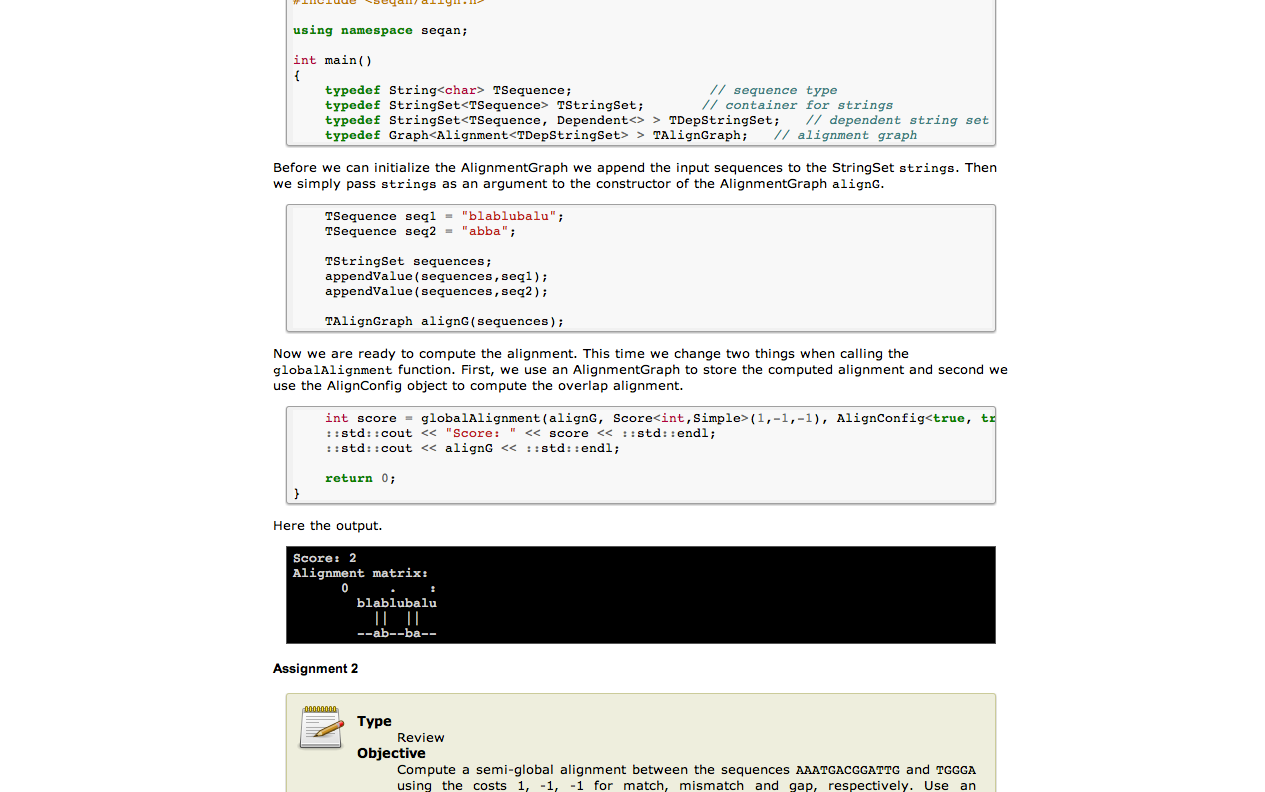 #include <seqan/align.h>
using namespace seqan;
int main()
{
    typedef String<char> TSequence;                 // sequence type
    typedef StringSet<TSequence> TStringSet;       // container for strings
    typedef StringSet<TSequence, Dependent<> > TDepStringSet;   // dependent string set
    typedef Graph<Alignment<TDepStringSet> > TAlignGraph;   // alignment graph
Before we can initialize the AlignmentGraph we append the input sequences to the StringSet strings. Then
we simply pass strings as an argument to the constructor of the AlignmentGraph alignG.
    TSequence seq1 = "blablubalu";
    TSequence seq2 = "abba";
    TStringSet sequences;
    appendValue(sequences,seq1);
    appendValue(sequences,seq2);
    TAlignGraph alignG(sequences);
Now we are ready to compute the alignment. This time we change two things when calling the
globalAlignment function. First, we use an AlignmentGraph to store the computed alignment and second we
use the AlignConfig object to compute the overlap alignment.
    int score = globalAlignment(alignG, Score<int,Simple>(1,-1,-1), AlignConfig<true, tr
    ::std::cout << "Score: " << score << ::std::endl;
    ::std::cout << alignG << ::std::endl;
    return 0;
}
Here the output.
Score: 2
Alignment matrix:
      0     .    :
        blablubalu
          ||  ||
        --ab--ba--
Assignment 2
Type
Review
Objective
Compute a semi-global alignment between the sequences AAATGACGGATTG and TGGGA
using the costs 1, -1, -1 for match, mismatch and gap, respectively. Use an